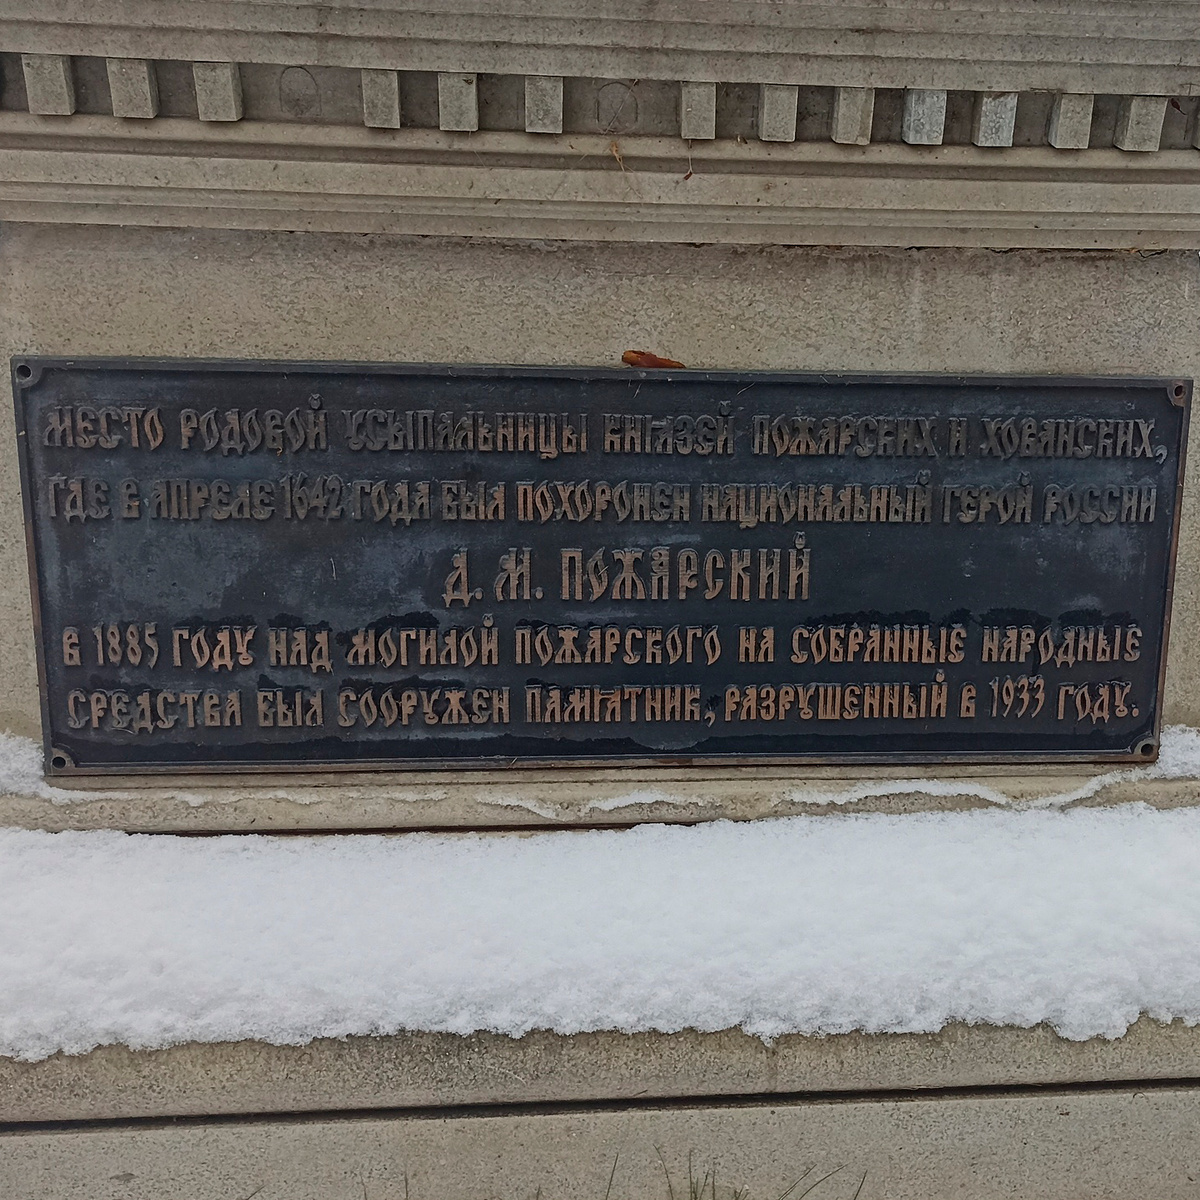 МЕСТО РОДОВОЙ УСЫПАЛЬНИЦЫ КНЯЗЕЙ ПОЖАРСКИХ И ХОВАНСКИХ,
ГДЕ В АПРЕЛЕ 1642 ГОДА БЫЛ ПОХОРОНЕН НАЦИОНАЛЬНЫЙ ГЕРОЙ РОССИИ
Д. М. ПОЖАРСКИЙ
В 1885 ГОДУ НАД МОГИЛОЙ ПОЖАРСКОГО НА СОБРАННЫЕ НАРОДНЫЕ
СРЕДСТВА БЫЛ СООРУЖЕН ПАМЯТНИК, РАЗРУШЕННЫЙ В 1933 ГОДУ.